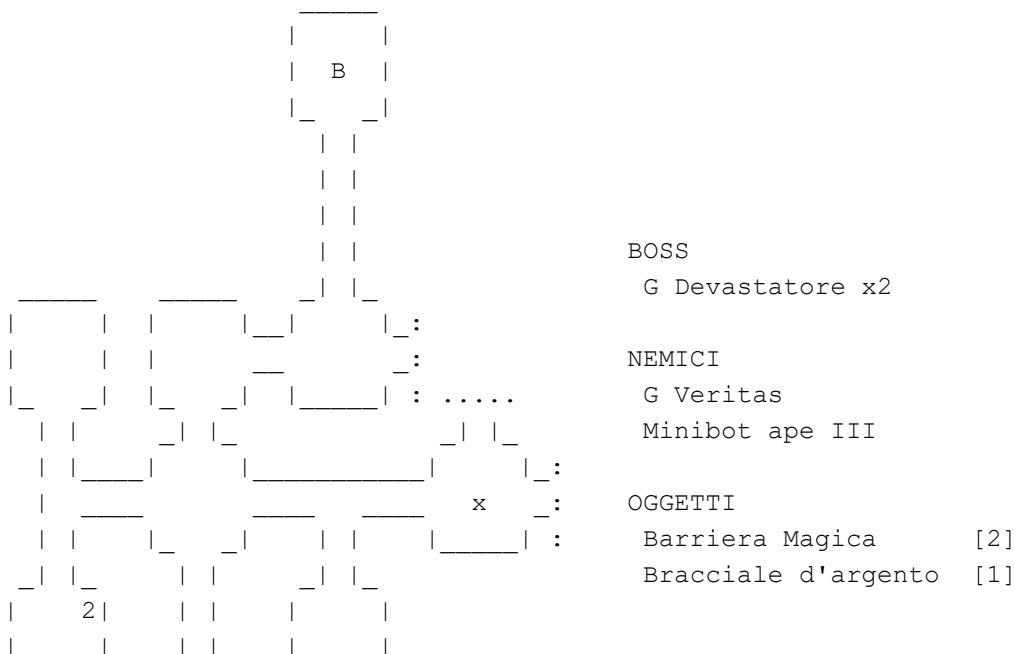 B
BOSS
G Devastatore x2
NEMICI
G Veritas
Minibot ape III
x
OGGETTI
Barriera Magica [2]
Bracciale d'argento [1]
2